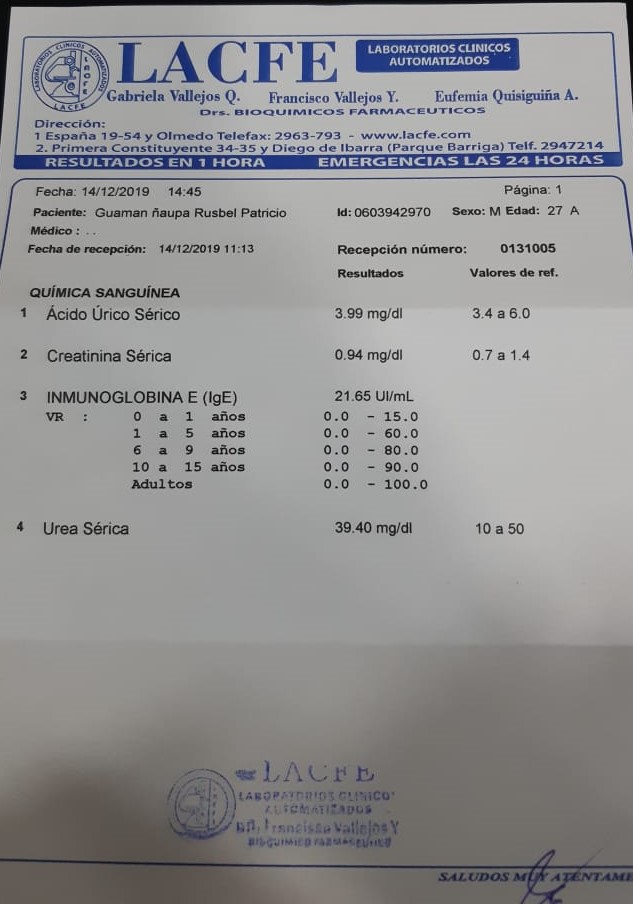 LACFE
LABORATORIOS CLINICOS
AUTOMATIZADOS
LABORATORIOS CLINICOS AUTOMATIZADOS
LACFE
L.A.C.F.E.
Gabriela Vallejos Q. Francisco Vallejos Y. Eufemia Quisiguiña A.
Drs. BIOQUIMICOS FARMACEUTICOS
Dirección:
1 España 19-54 y Olmedo Telefax: 2963-793 - www.lacfe.com
2. Primera Constituyente 34-35 y Diego de Ibarra (Parque Barriga) Telf. 2947214
RESULTADOS EN 1 HORA EMERGENCIAS LAS 24 HORAS
Fecha: 14/12/2019 14:45 Página: 1
Paciente: Guaman ñaupa Rusbel Patricio Id: 0603942970 Sexo: M Edad: 27 A
Médico : . .
Fecha de recepción: 14/12/2019 11:13 Recepción número: 0131005
Resultados Valores de ref.
QUÍMICA SANGUÍNEA
1 Ácido Úrico Sérico 3.99 mg/dl 3.4 a 6.0
2 Creatinina Sérica 0.94 mg/dl 0.7 a 1.4
3 INMUNOGLOBINA E (IgE) 21.65 UI/mL
VR : 0 a 1 años 0.0 - 15.0
1 a 5 años 0.0 - 60.0
6 a 9 años 0.0 - 80.0
10 a 15 años 0.0 - 90.0
Adultos 0.0 - 100.0
4 Urea Sérica 39.40 mg/dl 10 a 50
LACFE
LABORATORIOS CLINICO
AUTOMATIZADOS
Francisco Vallejos Y
BIOQUIMICO FARMACEUTICO
SALUDOS MUY ATENTAME